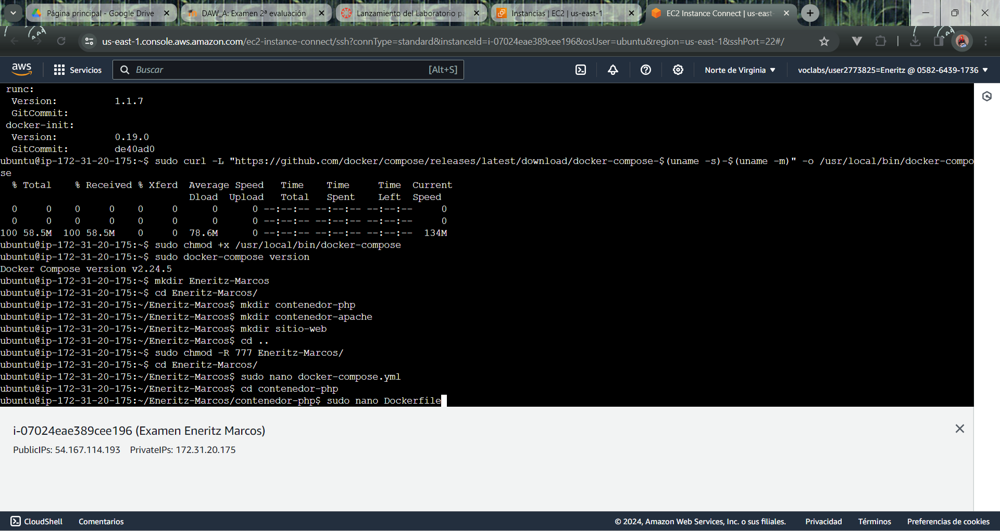 Página principal - Google Drive
DAW_A: Examen 2ª evaluación
Lanzamiento del Laboratorio pa
Instancias | EC2 | us-east-1
EC2 Instance Connect | us-east-
us-east-1.console.aws.amazon.com/ec2-instance-connect/ssh?connType=standard&instanceId=i-07024eae389cee196&osUser=ubuntu&region=us-east-1&sshPort=22#/
aws Servicios Buscar [Alt+S] Norte de Virginia voclabs/user2773825=Eneritz @ 0582-6439-1736
runc:
Version: 1.1.7
GitCommit:
docker-init:
Version: 0.19.0
GitCommit: de40ad0
ubuntu@ip-172-31-20-175:~$ sudo curl -L "https://github.com/docker/compose/releases/latest/download/docker-compose-$(uname -s)-$(uname -m)" -o /usr/local/bin/docker-compo
se
% Total % Received % Xferd Average Speed Time Time Time Current
Dload Upload Total Spent Left Speed
0 0 0 0 0 0 0 0 --:--:-- --:--:-- --:--:-- 0
0 0 0 0 0 0 0 0 --:--:-- --:--:-- --:--:-- 0
100 58.5M 100 58.5M 0 0 78.6M 0 --:--:-- --:--:-- --:--:-- 134M
ubuntu@ip-172-31-20-175:~$ sudo chmod +x /usr/local/bin/docker-compose
ubuntu@ip-172-31-20-175:~$ sudo docker-compose version
Docker Compose version v2.24.5
ubuntu@ip-172-31-20-175:~$ mkdir Eneritz-Marcos
ubuntu@ip-172-31-20-175:~$ cd Eneritz-Marcos/
ubuntu@ip-172-31-20-175:~/Eneritz-Marcos$ mkdir contenedor-php
ubuntu@ip-172-31-20-175:~/Eneritz-Marcos$ mkdir contenedor-apache
ubuntu@ip-172-31-20-175:~/Eneritz-Marcos$ mkdir sitio-web
ubuntu@ip-172-31-20-175:~/Eneritz-Marcos$ cd ..
ubuntu@ip-172-31-20-175:~$ sudo chmod -R 777 Eneritz-Marcos/
ubuntu@ip-172-31-20-175:~$ cd Eneritz-Marcos/
ubuntu@ip-172-31-20-175:~/Eneritz-Marcos$ sudo nano docker-compose.yml
ubuntu@ip-172-31-20-175:~/Eneritz-Marcos$ cd contenedor-php
ubuntu@ip-172-31-20-175:~/Eneritz-Marcos/contenedor-php$ sudo nano Dockerfile
i-07024eae389cee196 (Examen Eneritz Marcos)
PublicIPs: 54.167.114.193 PrivateIPs: 172.31.20.175
CloudShell Comentarios © 2024, Amazon Web Services, Inc. o sus filiales. Privacidad Términos Preferencias de cookies